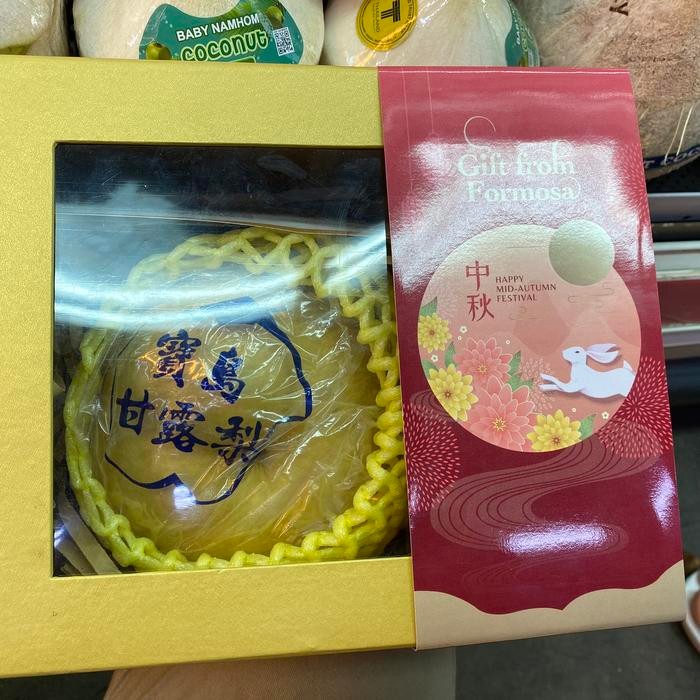 BABY NAMHOM
coconut
Gift from
Formosa
中秋
HAPPY
MID-AUTUMN
FESTIVAL
寶島
甘露梨